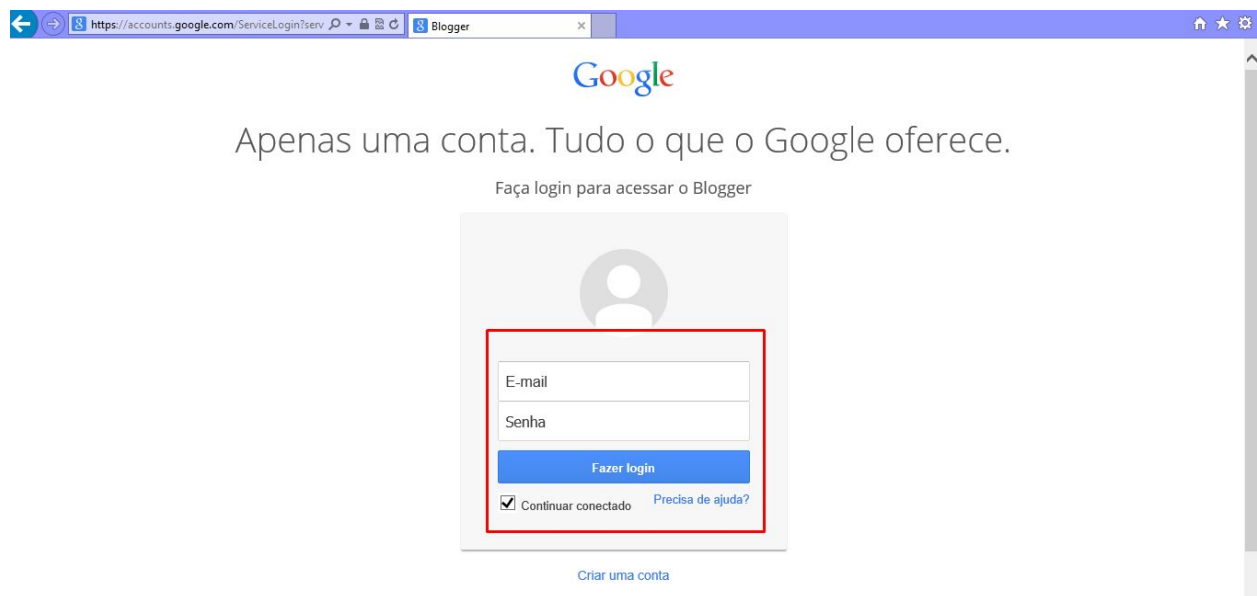 https://accounts.google.com/ServiceLogin?serv
Blogger
Google
Apenas uma conta. Tudo o que o Google oferece.
Faça login para acessar o Blogger
E-mail
Senha
Fazer login
Continuar conectado
Precisa de ajuda?
Criar uma conta